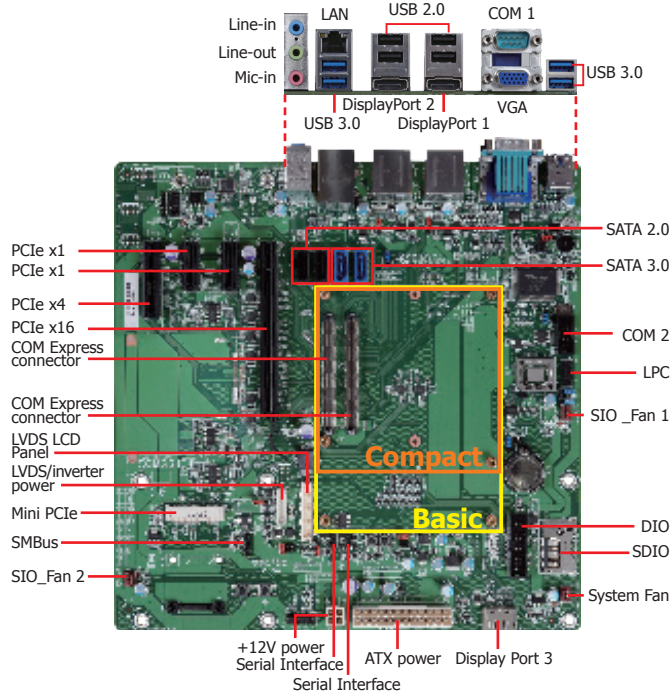 Line-in
LAN
USB 2.0
COM 1
Line-out
Mic-in
USB 3.0
DisplayPort 2
USB 3.0
DisplayPort 1
VGA
SATA 2.0
PCIe x1
PCIe x1
SATA 3.0
PCIe x4
PCIe x16
COM Express
connector
COM 2
LPC
COM Express
connector
SIO _Fan 1
LVDS LCD
Panel
Compact
LVDS/inverter
power
Mini PCIe
Basic
DIO
SMBus
SDIO
SIO_Fan 2
System Fan
+12V power
Serial Interface
ATX power
Display Port 3
Serial Interface